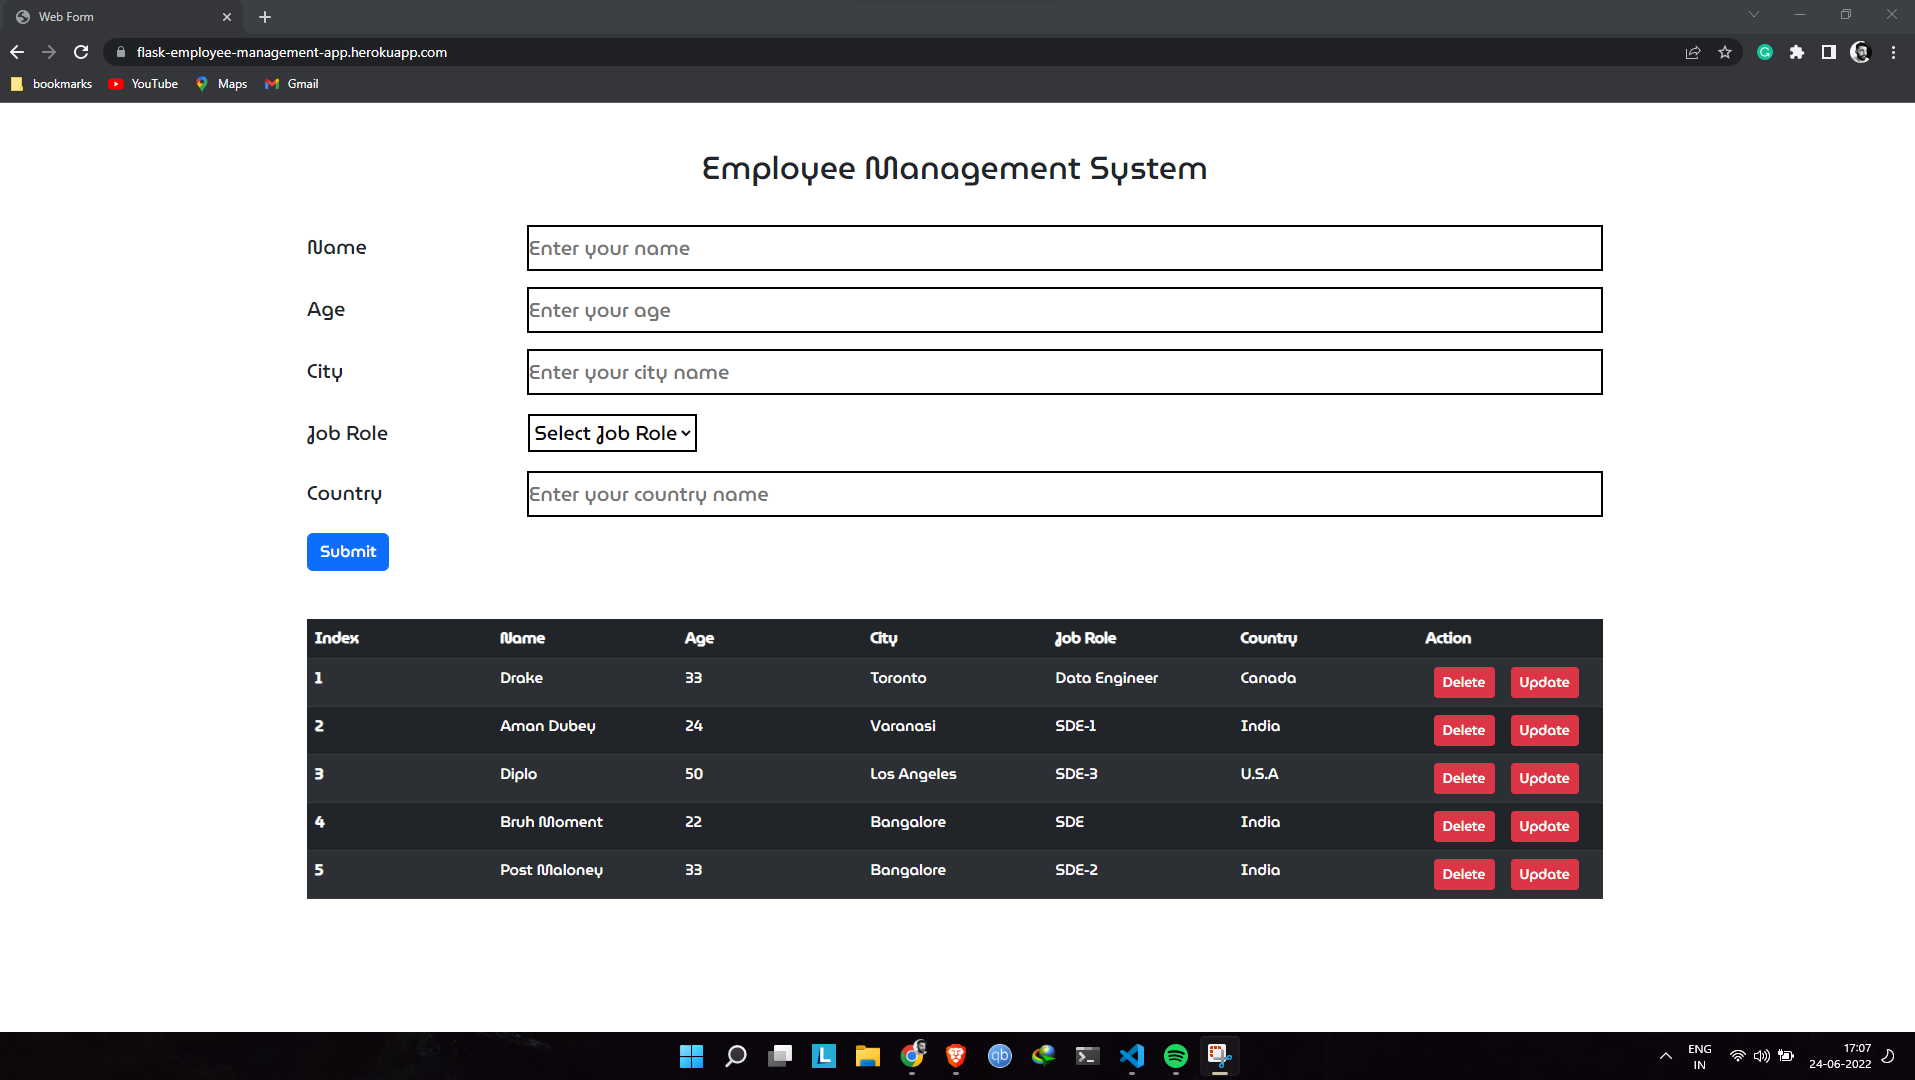 Web Form
flask-employee-management-app.herokuapp.com
bookmarks YouTube Maps Gmail
Employee Management System
Name Enter your name
Age Enter your age
City Enter your city name
Job Role Select Job Role
Country Enter your country name
Submit
Index Name Age City Job Role Country Action
1 Drake 33 Toronto Data Engineer Canada Delete Update
2 Aman Dubey 24 Varanasi SDE-1 India Delete Update
3 Diplo 50 Los Angeles SDE-3 U.S.A Delete Update
4 Bruh Moment 22 Bangalore SDE India Delete Update
5 Post Maloney 33 Bangalore SDE-2 India Delete Update
L qb ENG 17:07
IN 24-06-2022